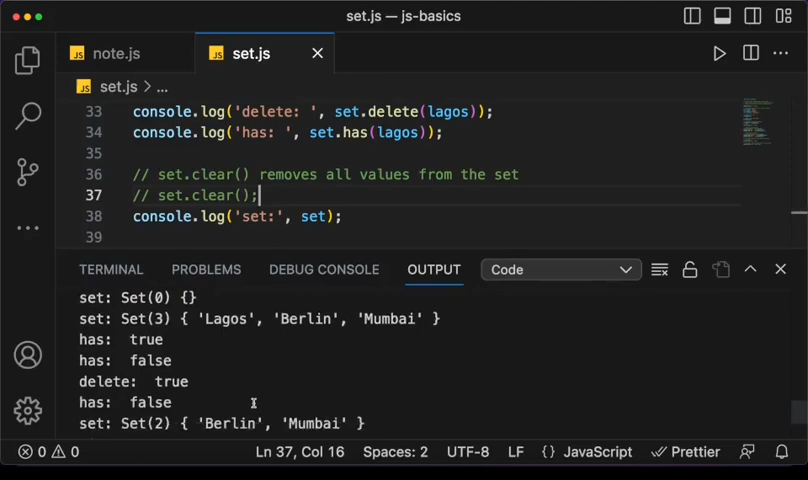 set.js — js-basics
JS note.js
JS set.js
JS set.js > ...
33 console.log('delete: ', set.delete(lagos));
34 console.log('has: ', set.has(lagos));
35
36 // set.clear() removes all values from the set
37 // set.clear();
38 console.log('set:', set);
39
TERMINAL PROBLEMS DEBUG CONSOLE OUTPUT Code
set: Set(0) {}
set: Set(3) { 'Lagos', 'Berlin', 'Mumbai' }
has:  true
has:  false
delete:  true
has:  false
set: Set(2) { 'Berlin', 'Mumbai' }
0 0 Ln 37, Col 16 Spaces: 2 UTF-8 LF {} JavaScript Prettier